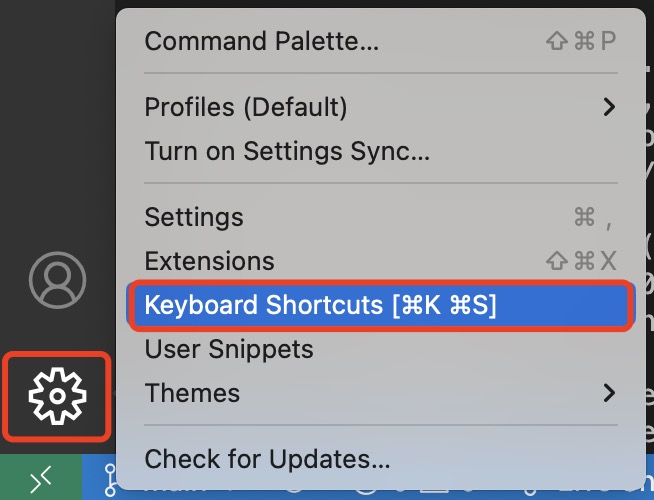 Command Palette... ⇧⌘P
Profiles (Default)
Turn on Settings Sync...
Settings ⌘ ,
Extensions ⇧⌘X
Keyboard Shortcuts [⌘K ⌘S]
User Snippets
Themes
Check for Updates...